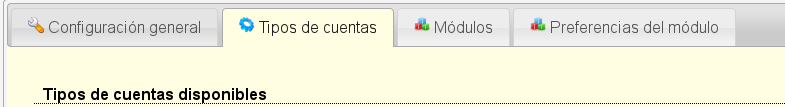 Configuración general Tipos de cuentas Módulos Preferencias del módulo
Tipos de cuentas disponibles